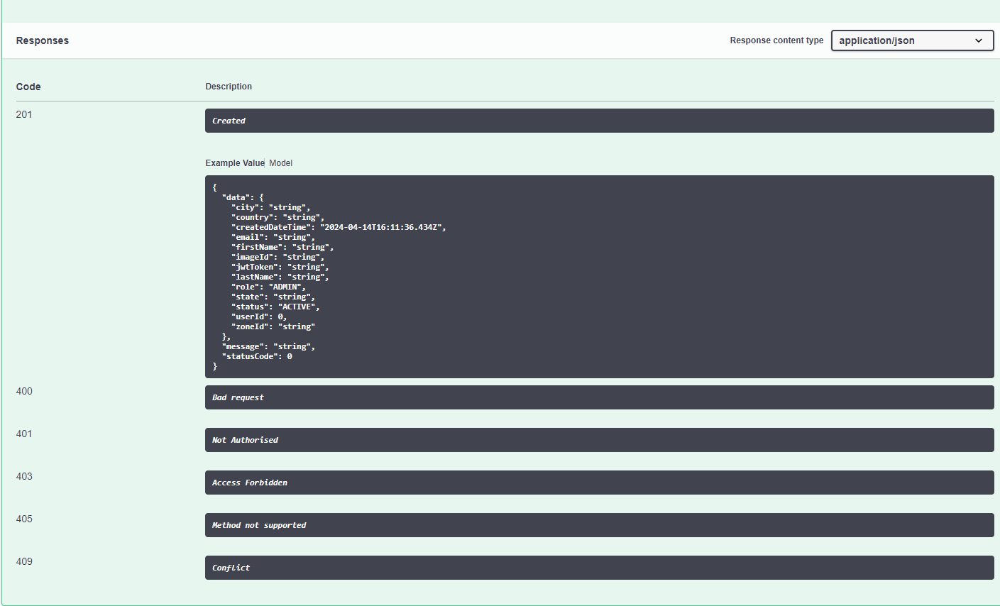 Responses
Response content type application/json
Code Description
201 Created
Example Value Model
{
  "data": {
    "city": "string",
    "country": "string",
    "createdDateTime": "2024-04-14T16:11:36.434Z",
    "email": "string",
    "firstName": "string",
    "imageId": "string",
    "jwtToken": "string",
    "lastName": "string",
    "role": "ADMIN",
    "state": "string",
    "status": "ACTIVE",
    "userId": 0,
    "zoneId": "string"
  },
  "message": "string",
  "statusCode": 0
}
400 Bad request
401 Not Authorised
403 Access Forbidden
405 Method not supported
409 Conflict